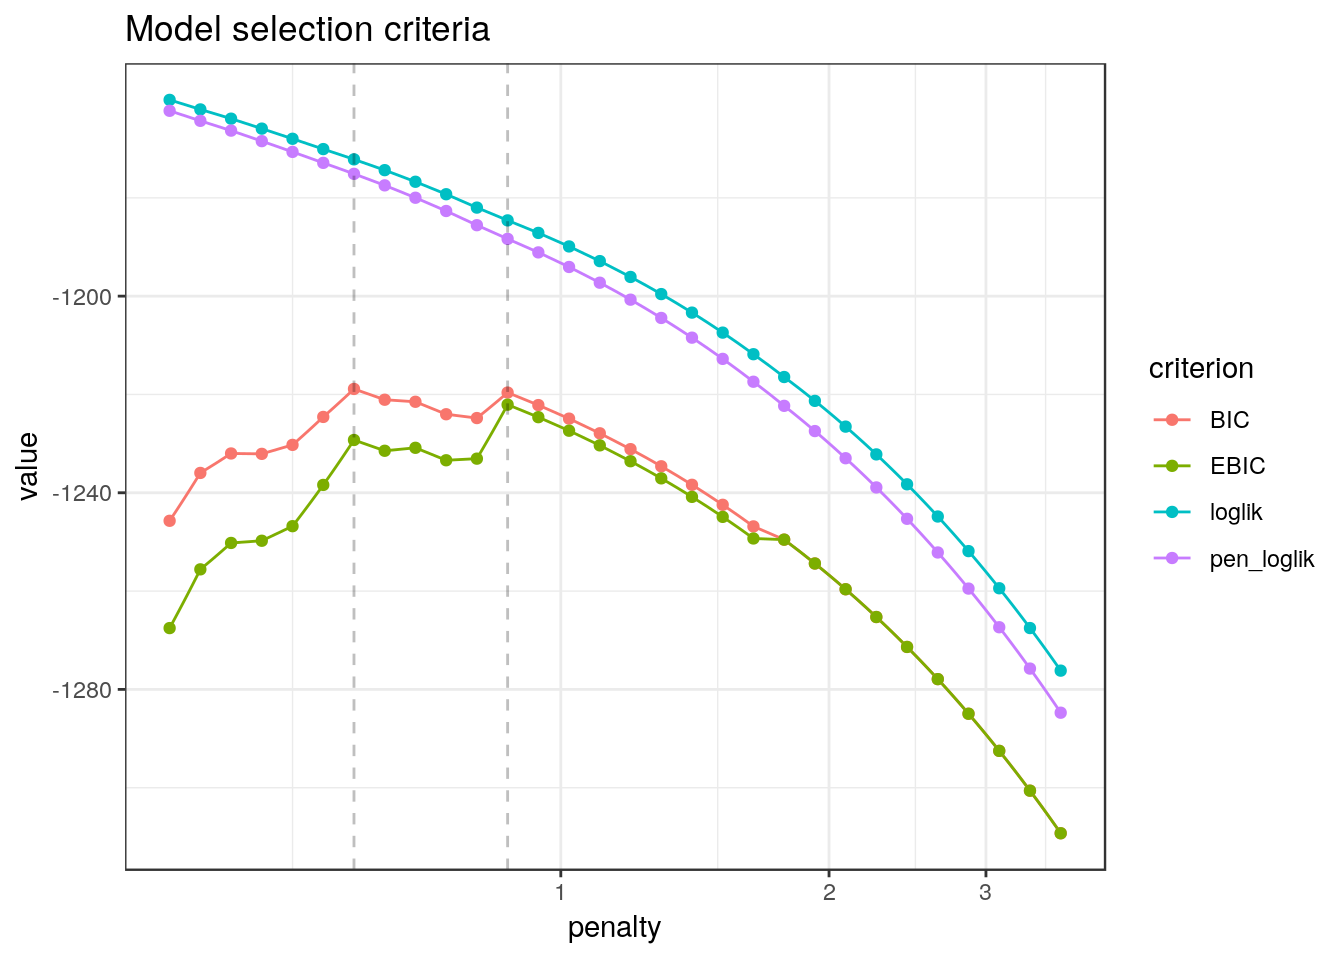 Model selection criteria
value
-1200
-1240
-1280
1
2
3
penalty
criterion
BIC
EBIC
loglik
pen_loglik